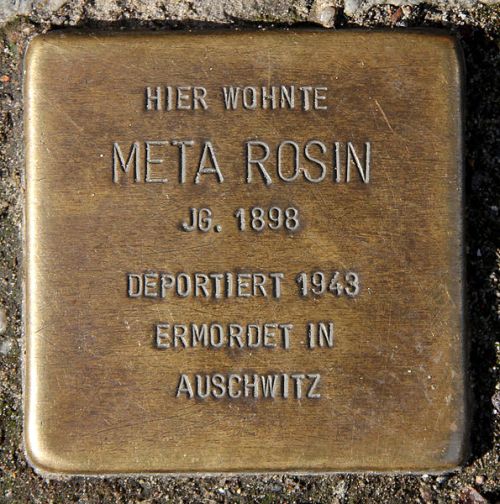 HIER WOHNTE
META ROSIN
JG. 1898
DEPORTIERT 1943
ERMORDET IN
AUSCHWITZ